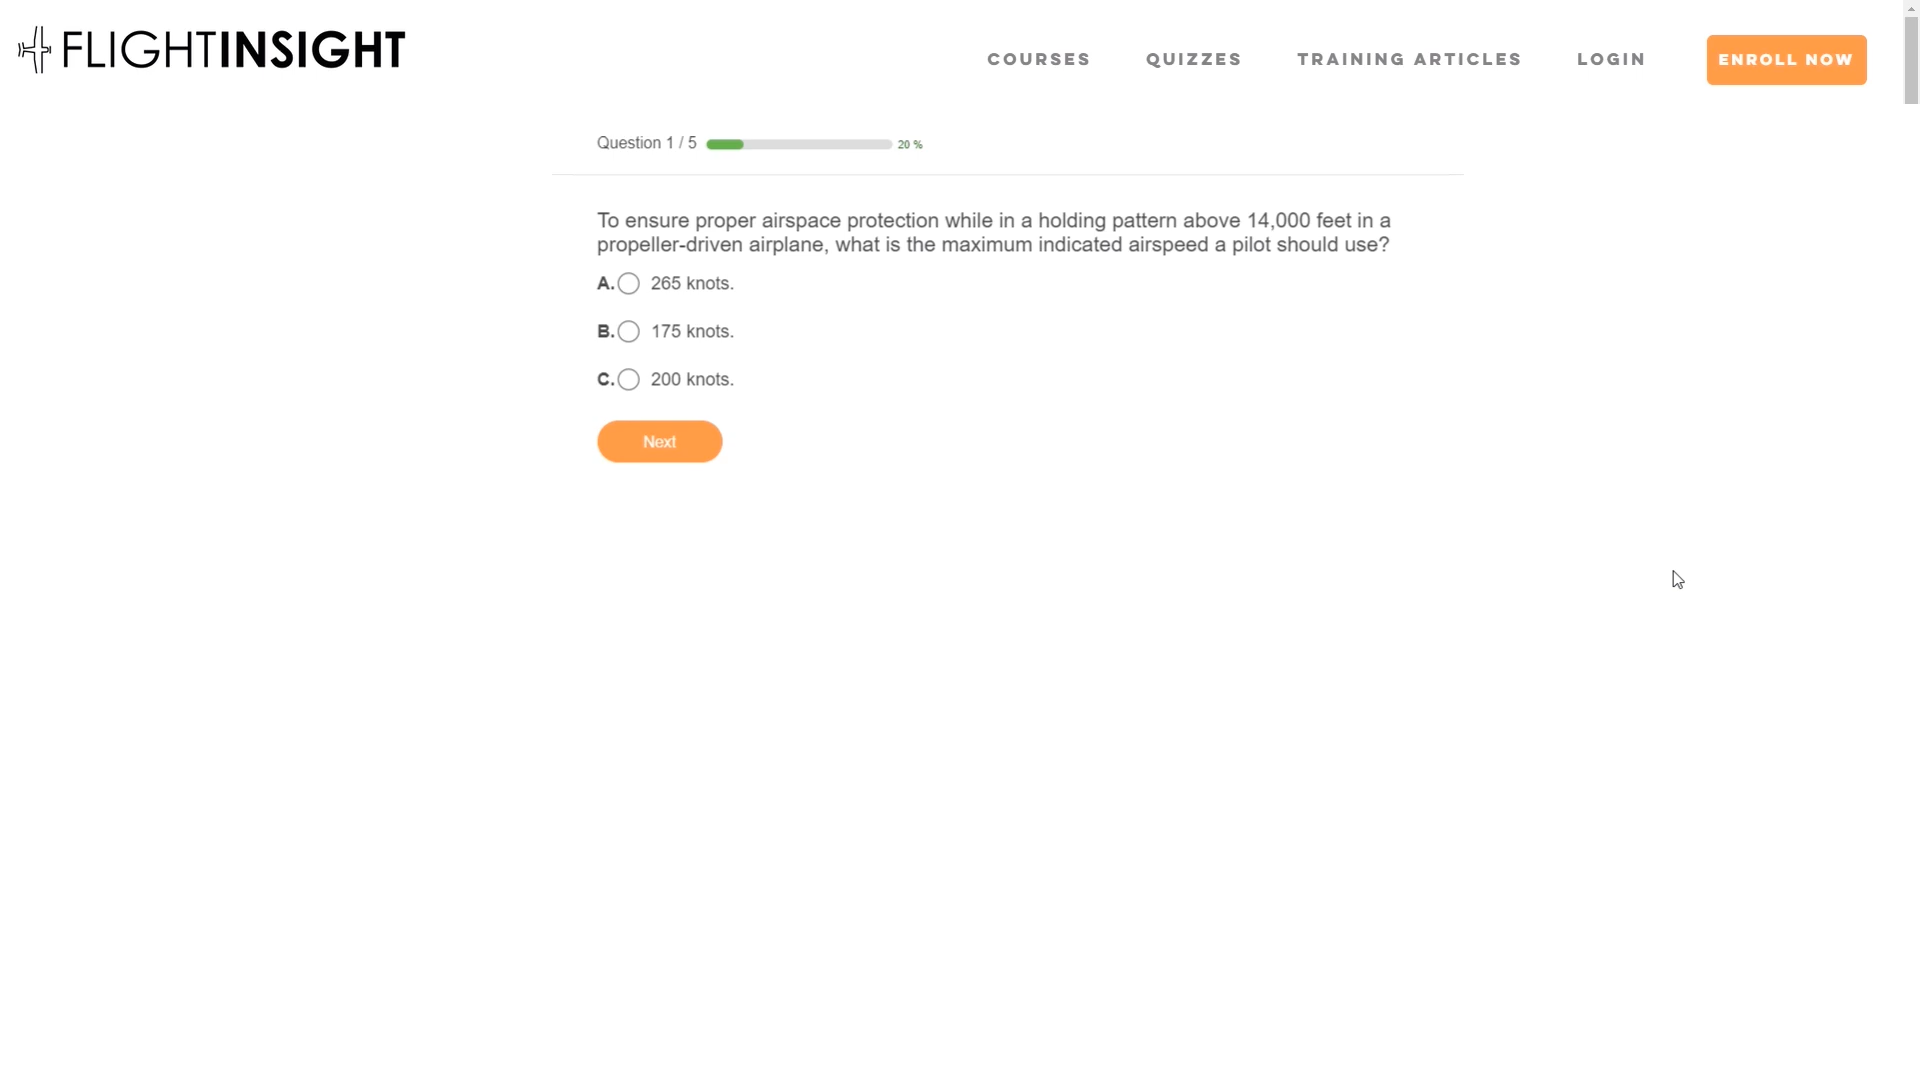 FLIGHTINSIGHT
COURSES QUIZZES TRAINING ARTICLES LOGIN ENROLL NOW
Question 1 / 5 20 %
To ensure proper airspace protection while in a holding pattern above 14,000 feet in a
propeller-driven airplane, what is the maximum indicated airspeed a pilot should use?
A. 265 knots.
B. 175 knots.
C. 200 knots.
Next